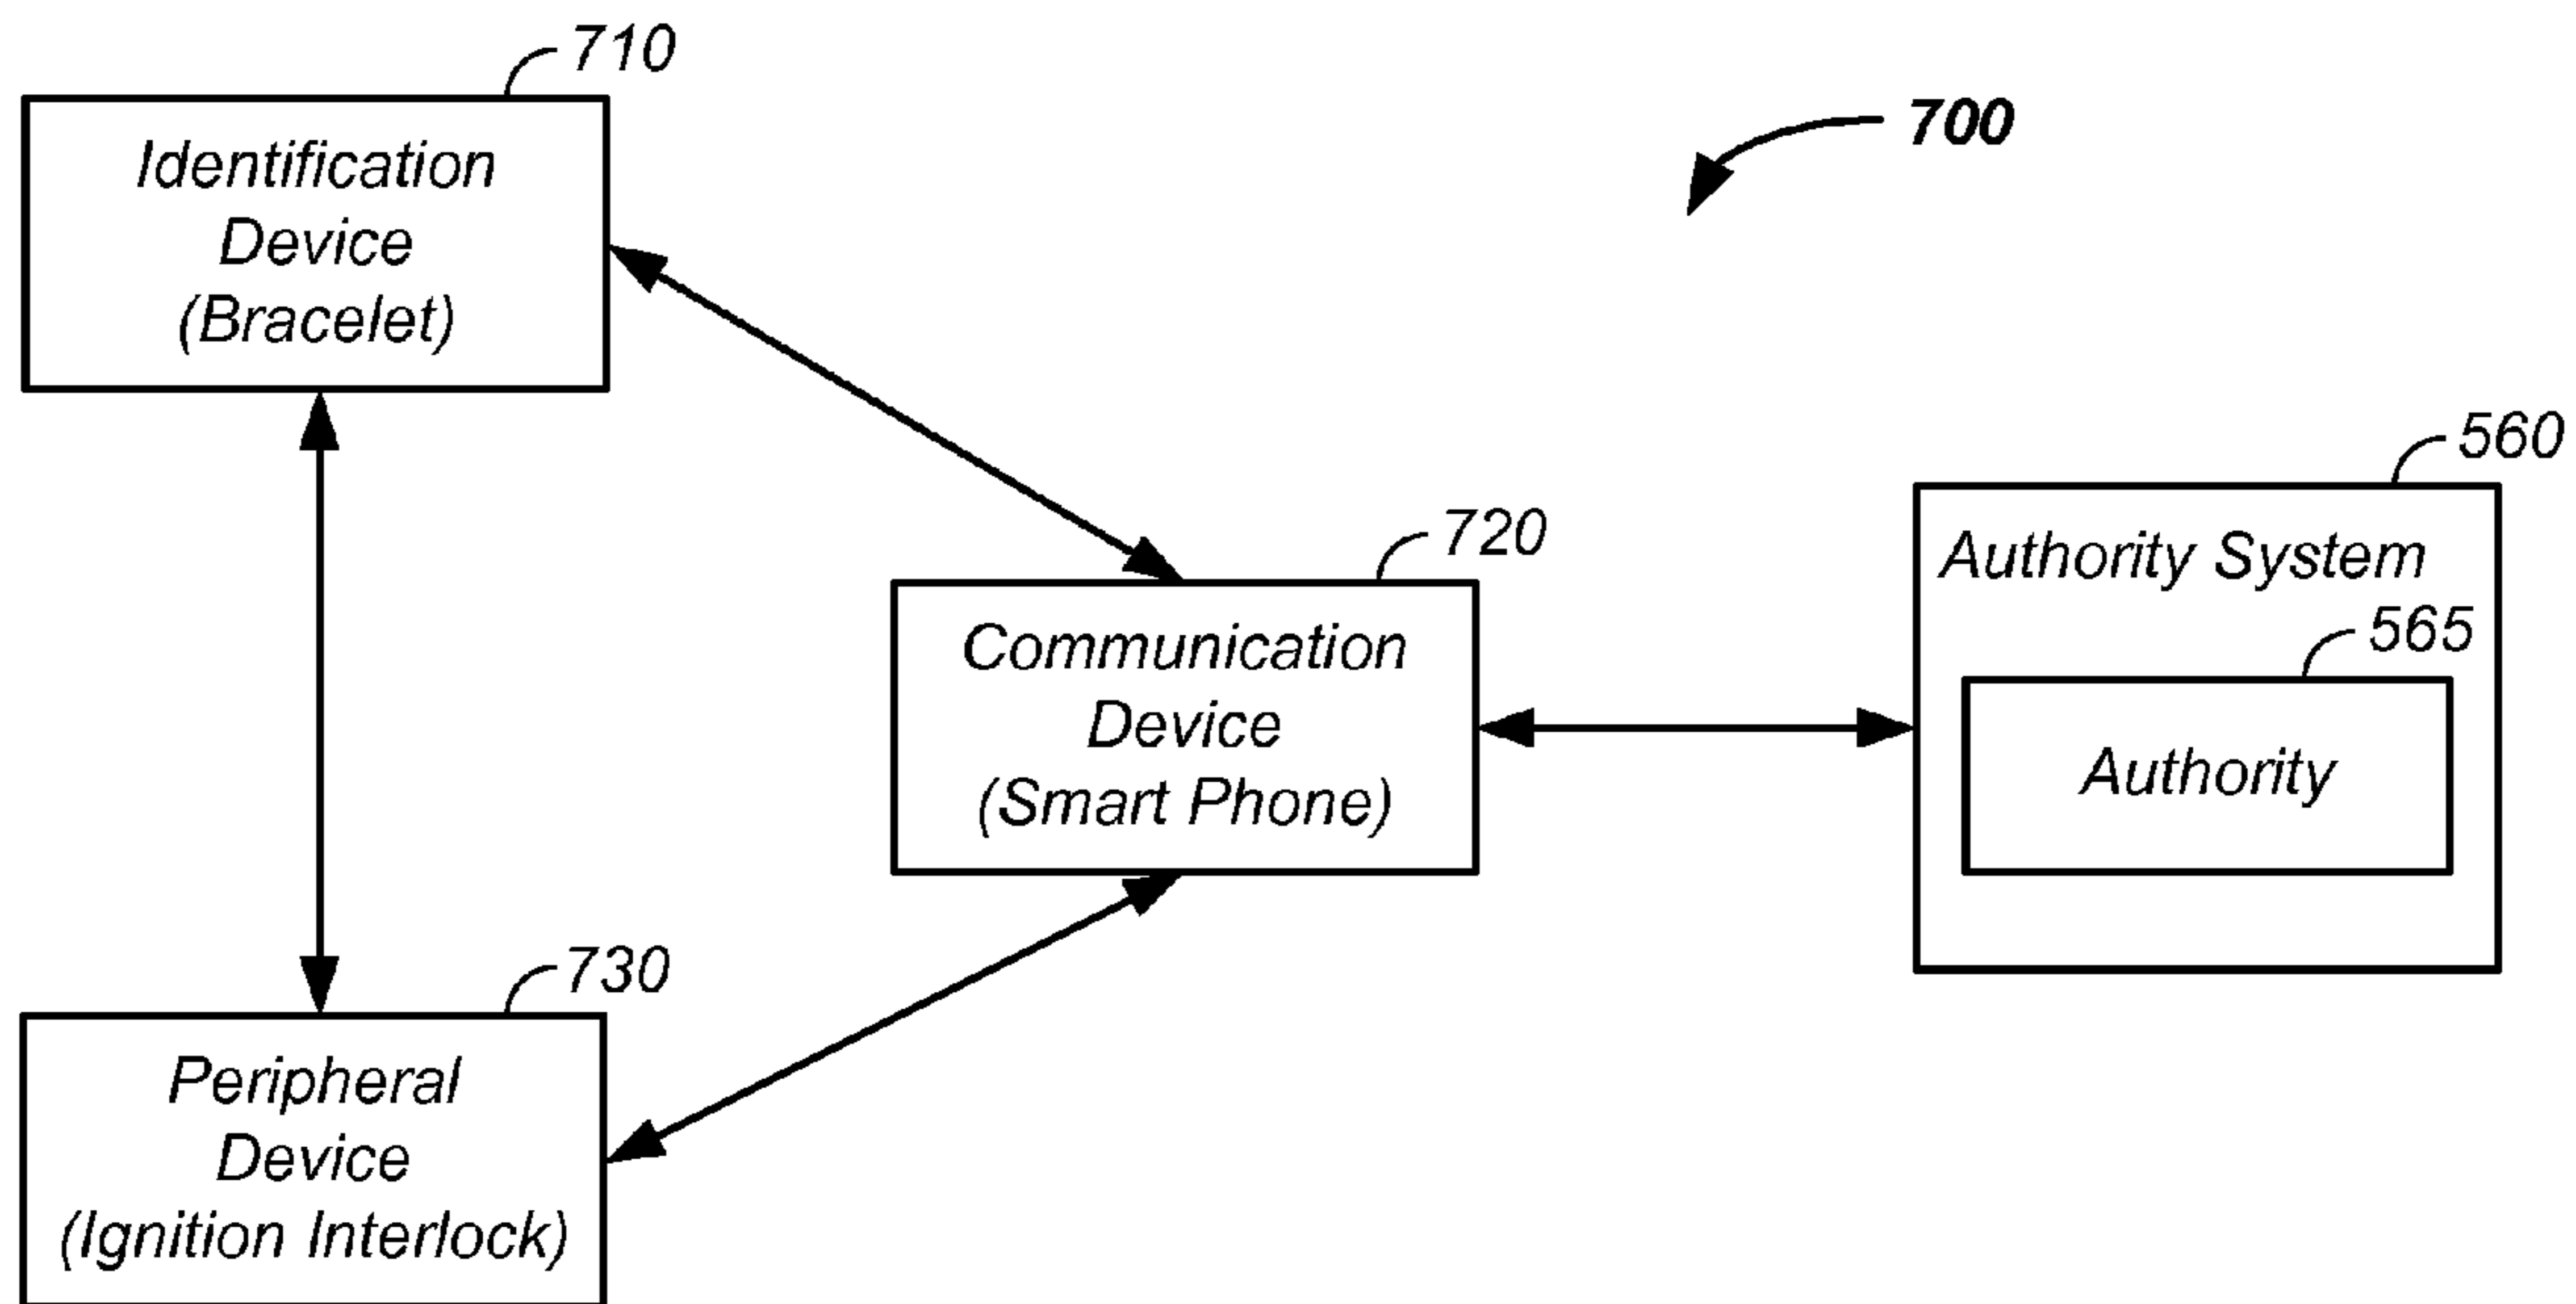 710
Identification
Device
(Bracelet)
700
560
Authority System
565
Authority
720
Communication
Device
(Smart Phone)
730
Peripheral
Device
(Ignition Interlock)